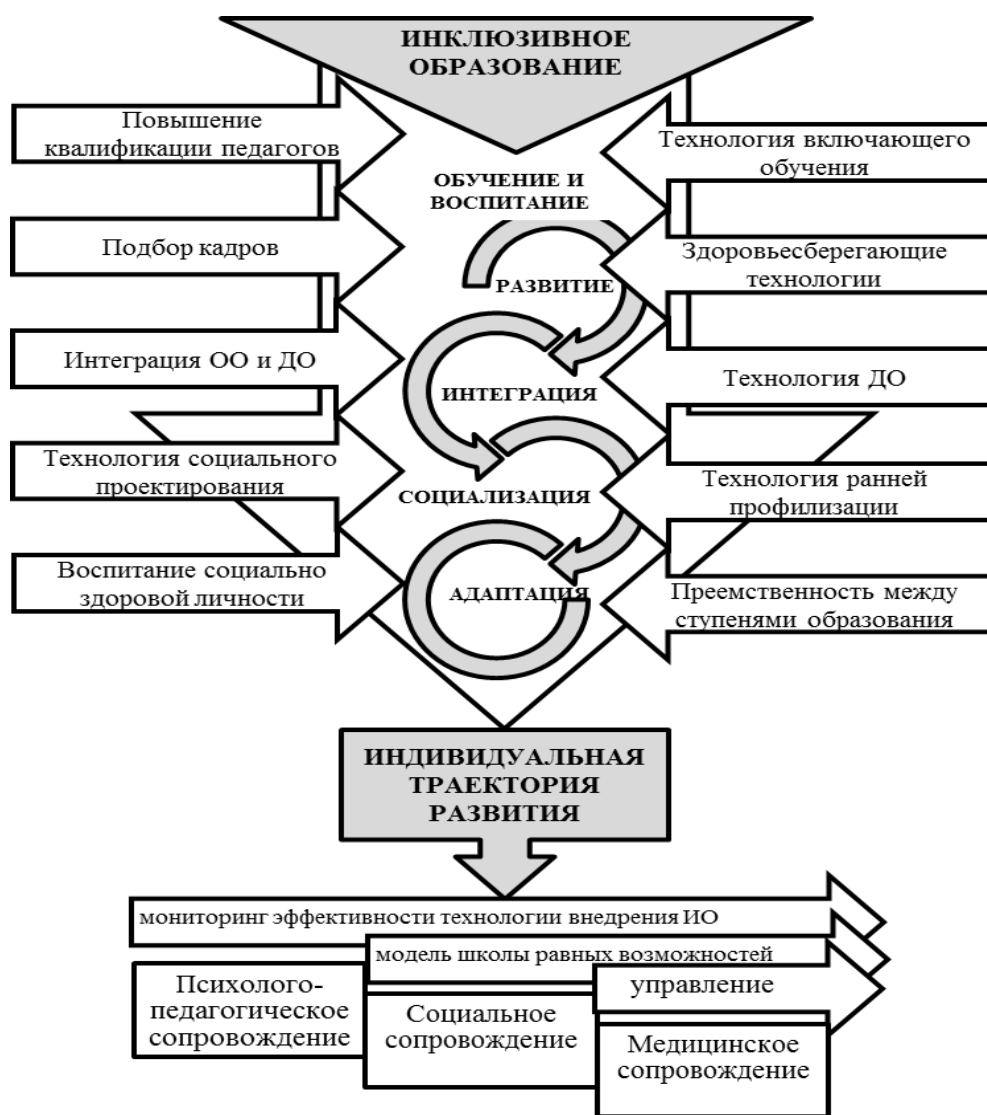 ИНКЛЮЗИВНОЕ
ОБРАЗОВАНИЕ
Повышение
квалификации педагогов
Подбор кадров
Интеграция ОО и ДО
Технология социального
проектирования
Воспитание социально
здоровой личности
ОБУЧЕНИЕ И
ВОСПИТАНИЕ
РАЗВИТИЕ
ИНТЕГРАЦИЯ
СОЦИАЛИЗАЦИЯ
АДАПТАЦИЯ
Технология включающего
обучения
Здоровьесберегающие
технологии
Технология ДО
Технология ранней
профилизации
Преемственность между
ступенями образования
ИНДИВИДУАЛЬНАЯ
ТРАЕКТОРИЯ
РАЗВИТИЯ
мониторинг эффективности технологии внедрения ИО
модель школы равных возможностей
управление
Психолого-
педагогическое
сопровождение
Социальное
сопровождение
Медицинское
сопровождение